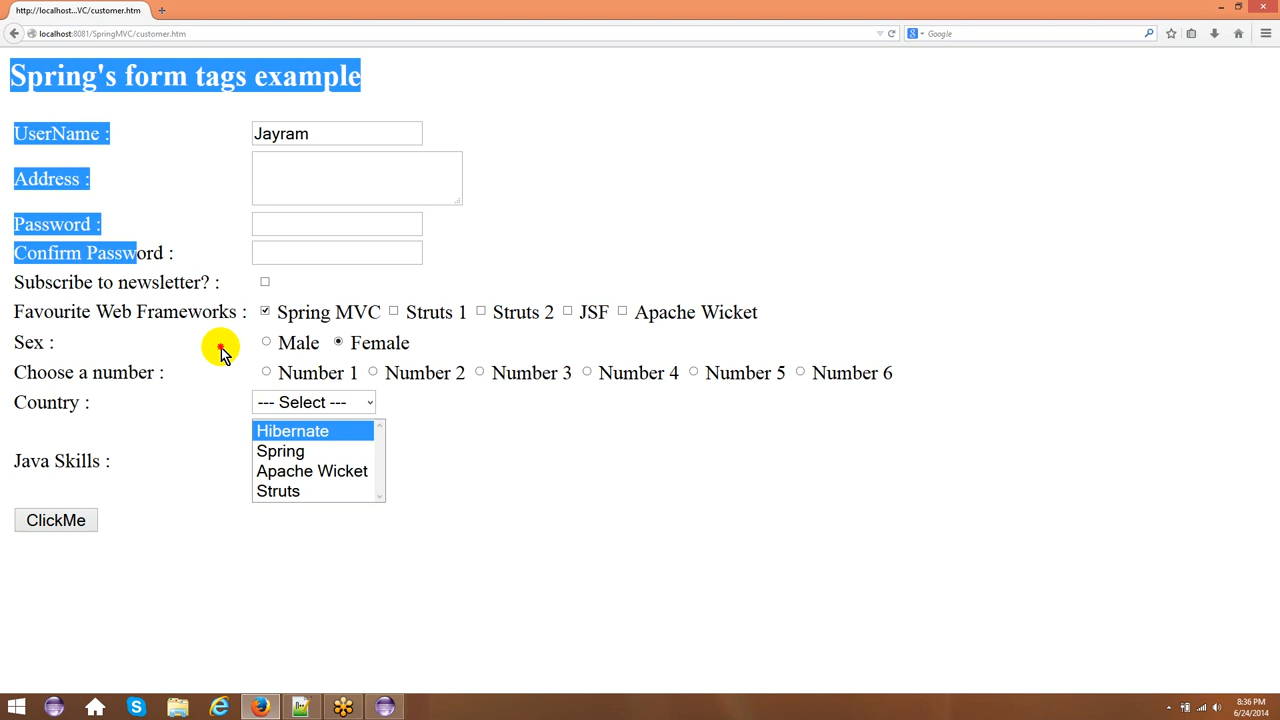 http://localhost...VC/customer.htm
localhost:8081/SpringMVC/customer.htm
Google
Spring's form tags example
UserName : Jayram
Address :
Password :
Confirm Password :
Subscribe to newsletter? :
Favourite Web Frameworks : Spring MVC Struts 1 Struts 2 JSF Apache Wicket
Sex : Male Female
Choose a number : Number 1 Number 2 Number 3 Number 4 Number 5 Number 6
Country : --- Select ---
Java Skills :
Hibernate
Spring
Apache Wicket
Struts
ClickMe
8:36 PM
6/24/2014